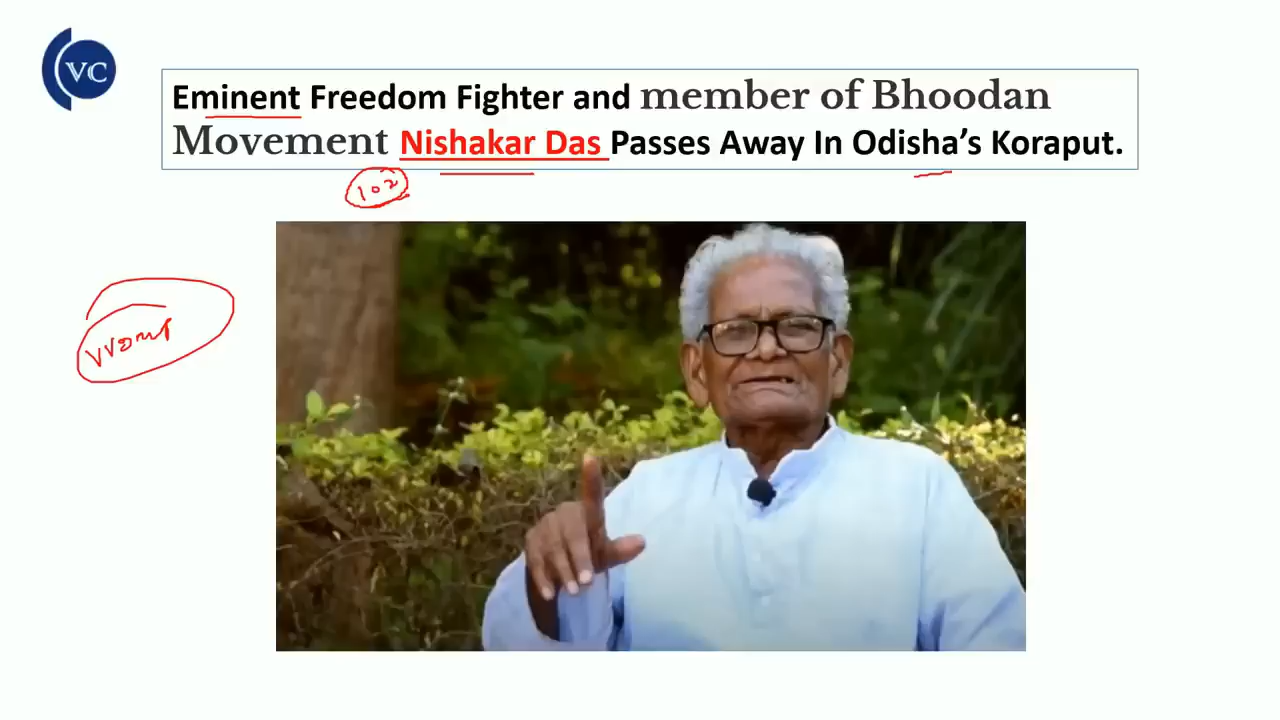 VC
Eminent Freedom Fighter and member of Bhoodan
Movement Nishakar Das Passes Away In Odisha’s Koraput.
102